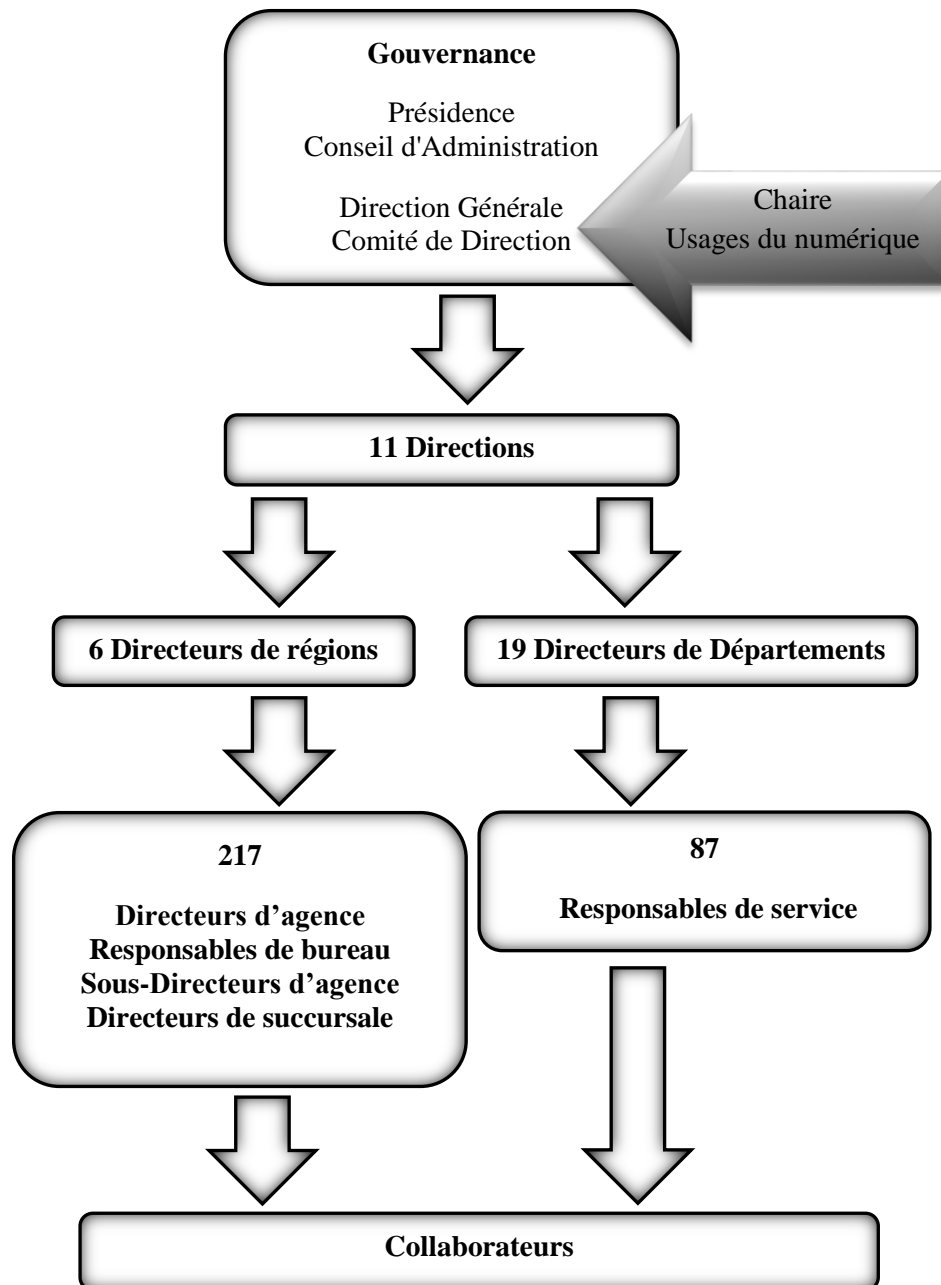 Gouvernance
Présidence
Conseil d'Administration
Direction Générale
Comité de Direction
Chaire
Usages du numérique
11 Directions
6 Directeurs de régions
19 Directeurs de Départements
217
Directeurs d’agence
Responsables de bureau
Sous-Directeurs d’agence
Directeurs de succursale
87
Responsables de service
Collaborateurs